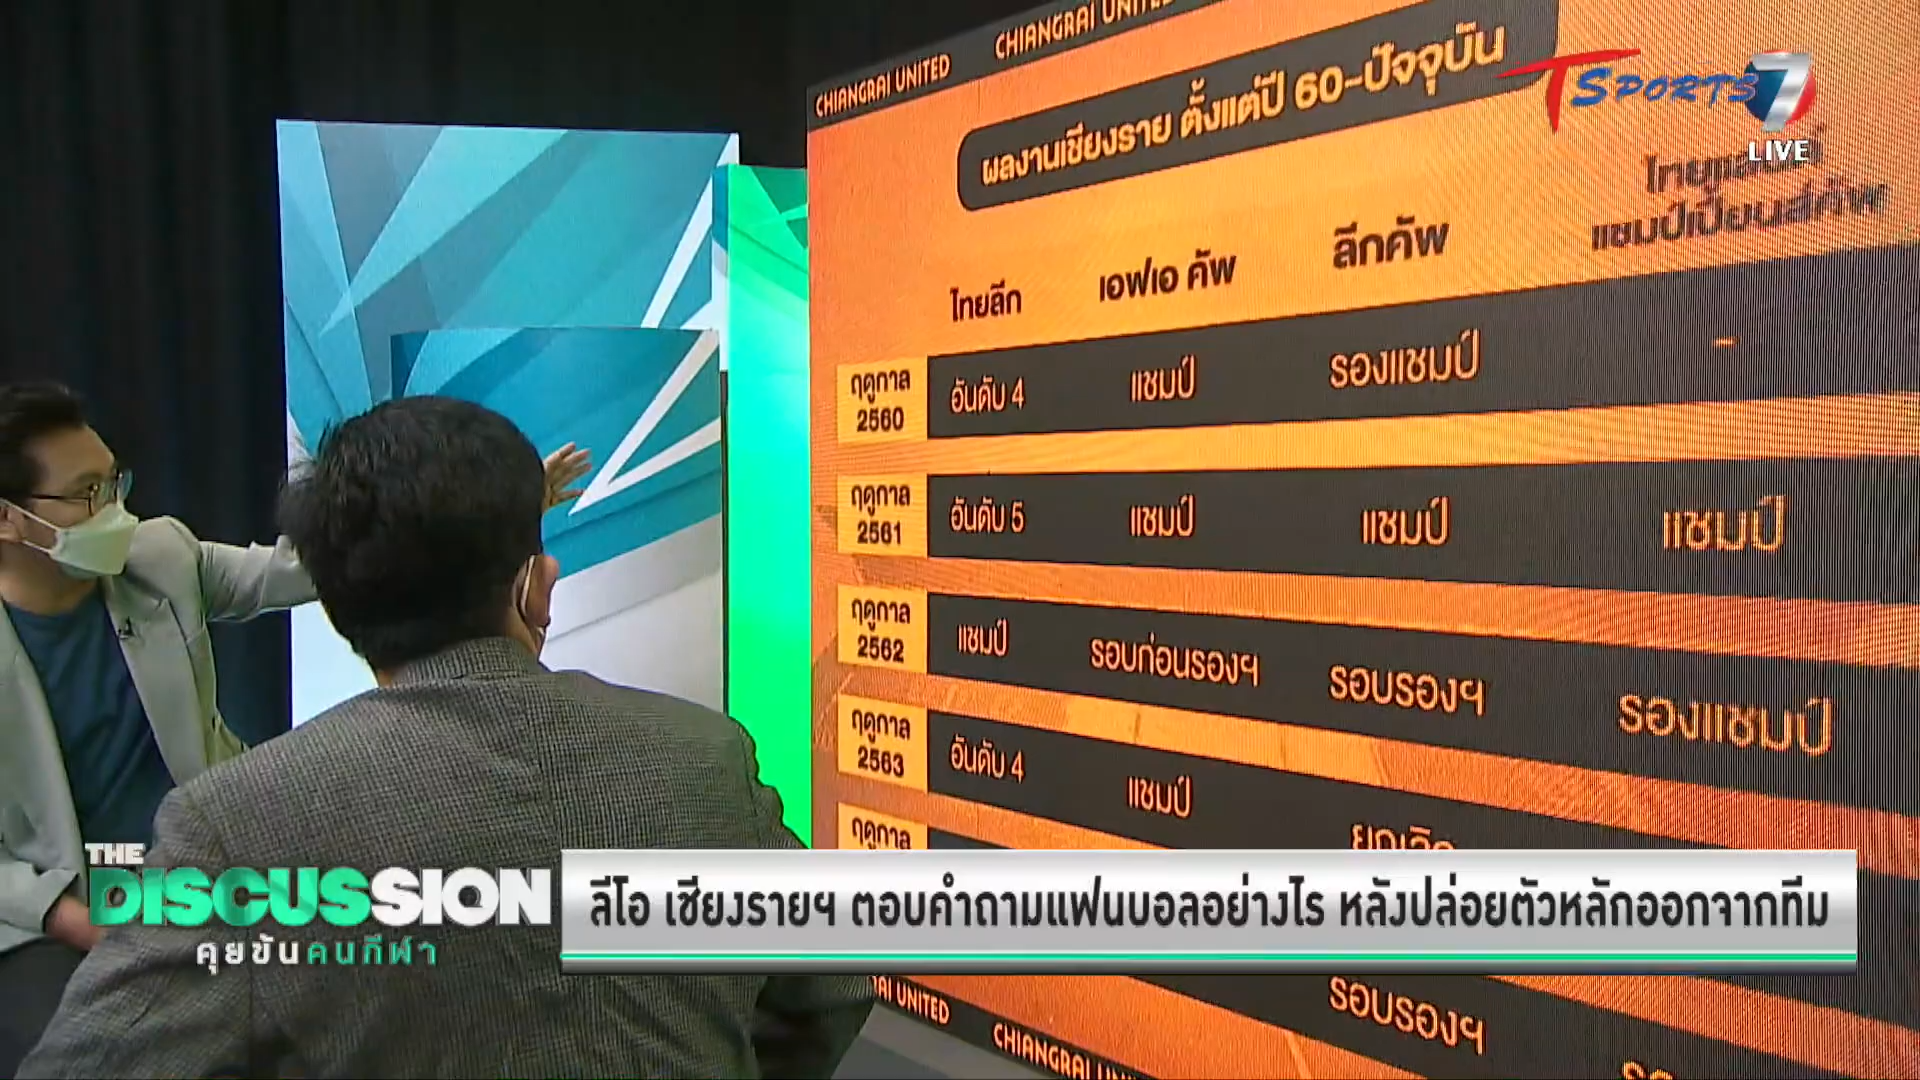 CHIANGRAI UNITED
CHIANGRAI UNITED
ผลงานเชียงราย ตั้งแต่ปี 60-ปัจจุบัน
TSPORTS 7
LIVE
ไทยลีก เอฟเอ คัพ ลีกคัพ
แชมป์เปี้ยนส์คัพ
ฤดูกาล 2560 อันดับ 4 แชมป์ รองแชมป์ -
ฤดูกาล 2561 อันดับ 5 แชมป์ แชมป์ แชมป์
ฤดูกาล 2562 แชมป์ รอบก่อนรองฯ รอบรองฯ รองแชมป์
ฤดูกาล 2563 อันดับ 4 แชมป์ ยกเลิก
ฤดูกาล
THE
DISCUSSION
คุยขันคนกีฬา
ลีโอ เชียงรายฯ ตอบคำถามแฟนบอลอย่างไร หลังปล่อยตัวหลักออกจากทีม
รอบรองฯ
UNITED
CHIANGRAI